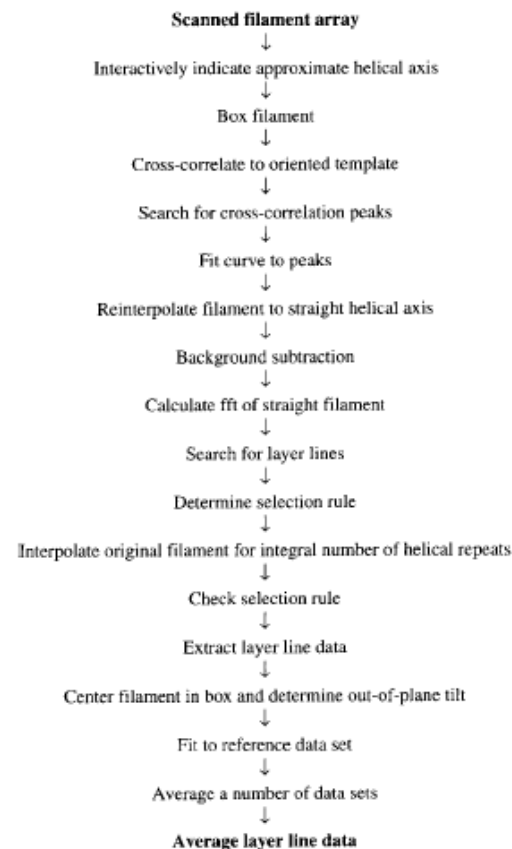 Scanned filament array
↓
Interactively indicate approximate helical axis
↓
Box filament
↓
Cross-correlate to oriented template
↓
Search for cross-correlation peaks
↓
Fit curve to peaks
↓
Reinterpolate filament to straight helical axis
↓
Background subtraction
↓
Calculate fft of straight filament
↓
Search for layer lines
↓
Determine selection rule
↓
Interpolate original filament for integral number of helical repeats
↓
Check selection rule
↓
Extract layer line data
↓
Center filament in box and determine out-of-plane tilt
↓
Fit to reference data set
↓
Average a number of data sets
↓
Average layer line data